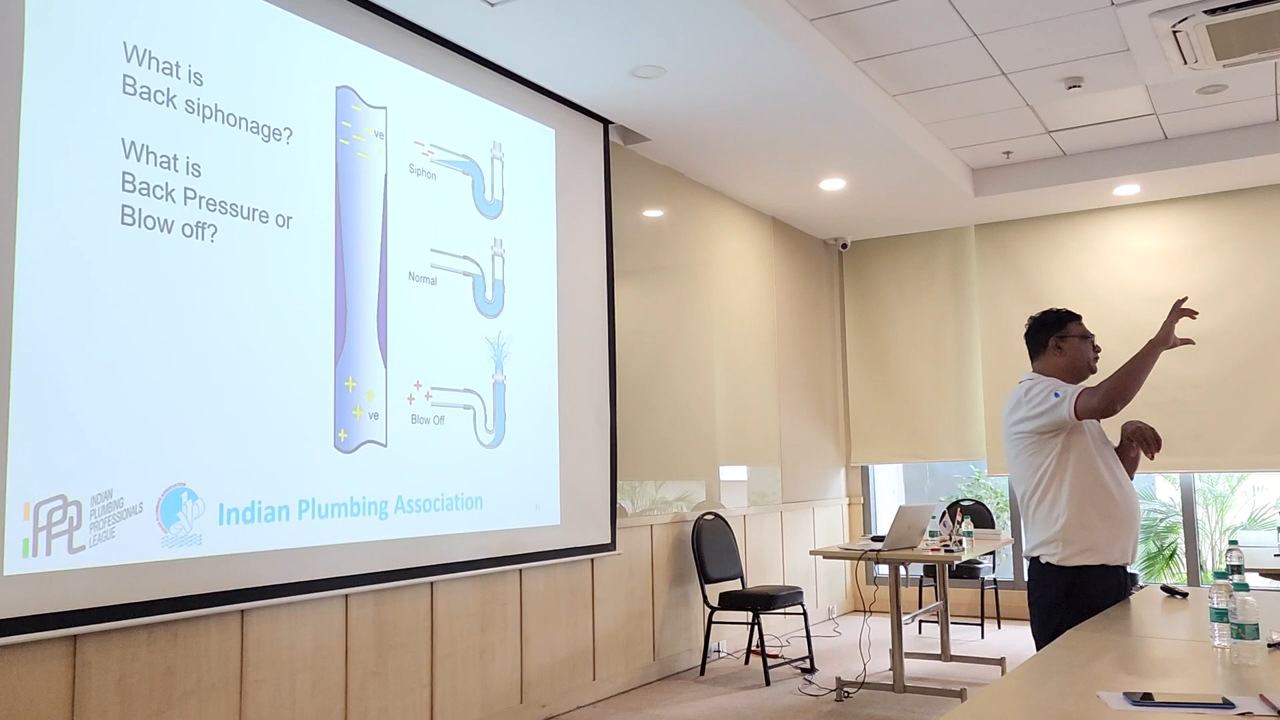 What is
Back siphonage?
What is
Back Pressure or
Blow off?
ve
Siphon
Normal
ve
Blow Off
INDIAN
PLUMBING
PROFESSIONALS
LEAGUE
Indian Plumbing Association